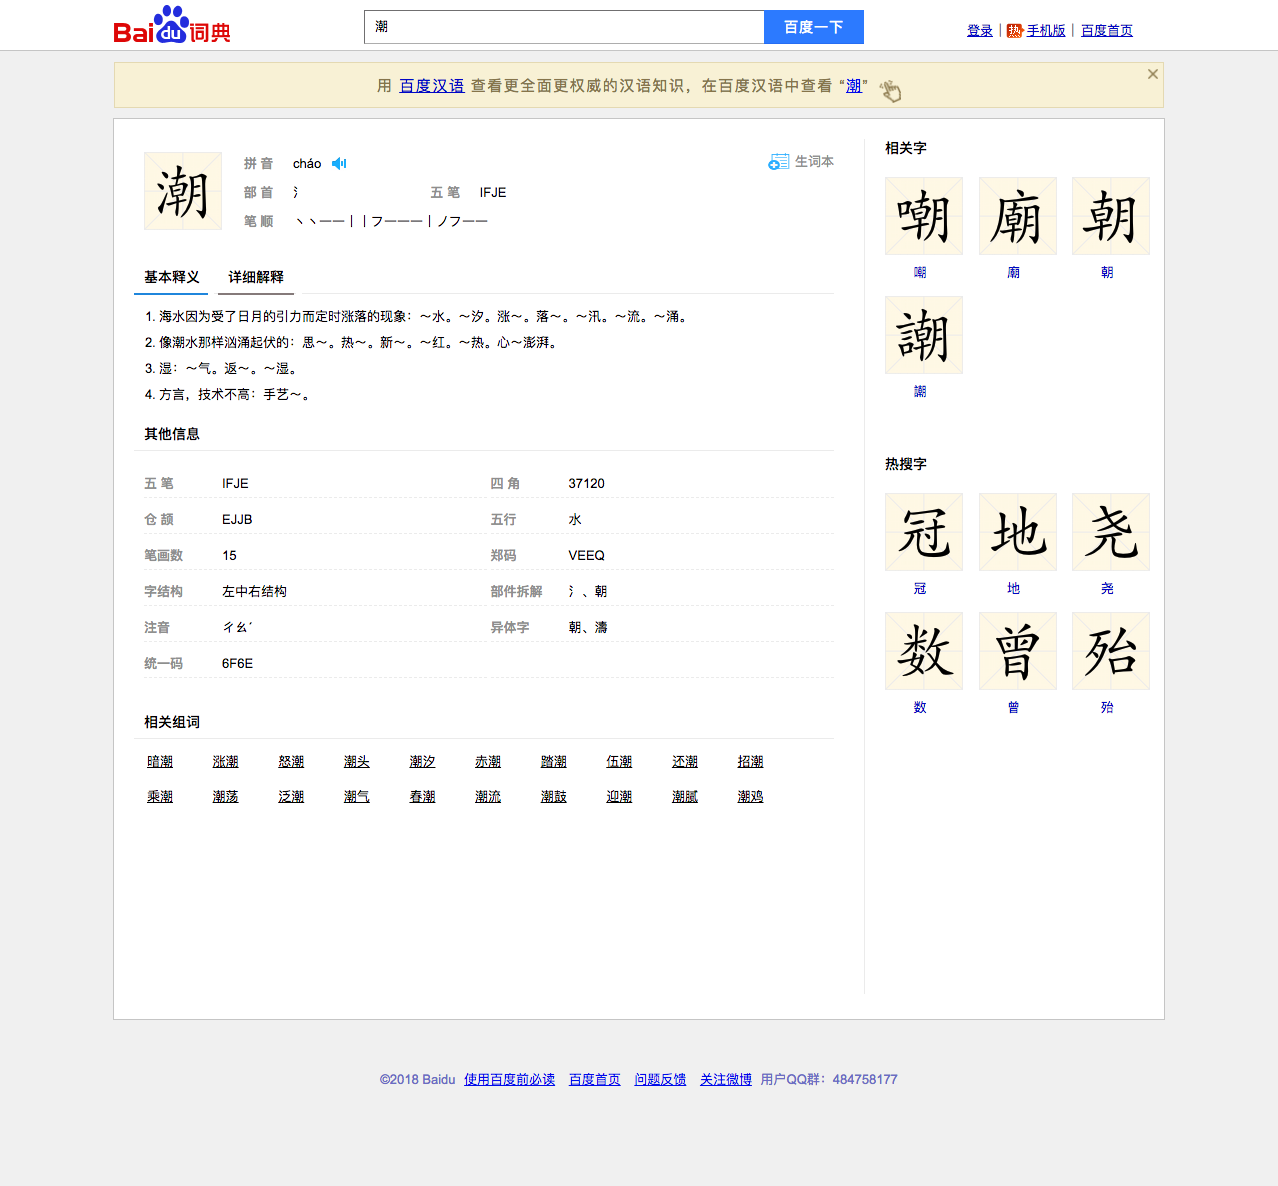 Baidu词典
潮
百度一下
登录 | 热 手机版 | 百度首页
用 百度汉语 查看更全面更权威的汉语知识，在百度汉语中查看 “潮”
潮
拼 音 cháo
生词本
部 首 氵 五 笔 IFJE
笔 顺 丶丶一一丨丨フ一一一丨ノフ一一
基本释义 详细解释
1. 海水因为受了日月的引力而定时涨落的现象：～水。～汐。涨～。落～。～汛。～流。～涌。
2. 像潮水那样汹涌起伏的：思～。热～。新～。～红。～热。心～澎湃。
3. 湿：～气。返～。～湿。
4. 方言，技术不高：手艺～。
其他信息
五 笔 IFJE 四 角 37120
仓 颉 EJJB 五行 水
笔画数 15 郑码 VEEQ
字结构 左中右结构 部件拆解 氵、朝
注音 ㄔㄠˊ 异体字 朝、濤
统一码 6F6E
相关组词
暗潮 涨潮 怒潮 潮头 潮汐 赤潮 踏潮 伍潮 还潮 招潮
乘潮 潮荡 泛潮 潮气 春潮 潮流 潮鼓 迎潮 潮腻 潮鸡
相关字
嘲 廟 朝
嘲 廟 朝
謿
謿
热搜字
冠 地 尧
冠 地 尧
数 曾 殆
数 曾 殆
©2018 Baidu 使用百度前必读 百度首页 问题反馈 关注微博 用户QQ群：484758177